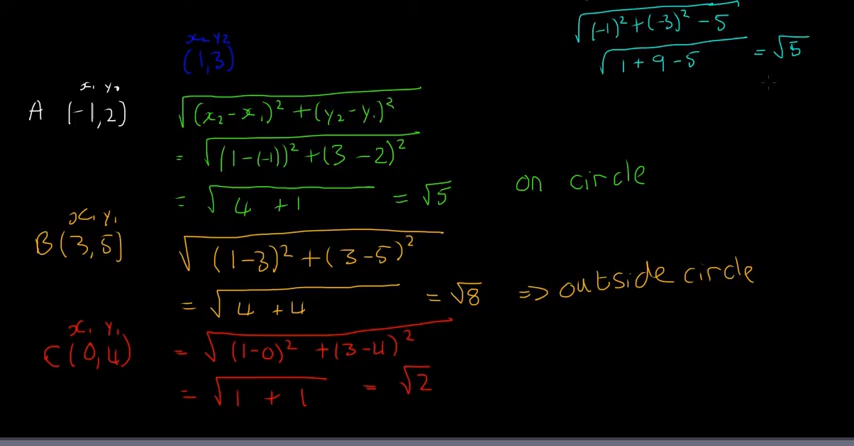 √((-1)² + (-3)² - 5)
√(1 + 9 - 5) = √5
x₂ y₂
(1,3)
x₁ y₁
A (-1,2) √((x₂-x₁)² + (y₂-y₁)²)
= √((1-(-1))² + (3-2)²)
= √(4 + 1) = √5 on circle
x₁ y₁
B(3,5] √((1-3)² + (3-5)²)
= √(4 + 4) = √8 => outside circle
x₁ y₁
C(0,4) = √((1-0)² + (3-4)²)
= √(1 + 1) = √2